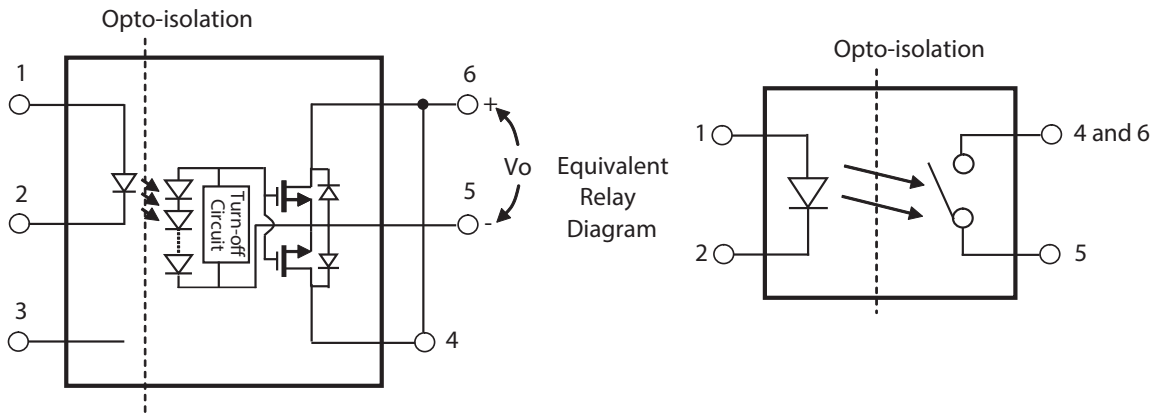 Opto-isolation
1
2
3
Turn-off
Circuit
6
+
Vo
5
-
4
Equivalent
Relay
Diagram
Opto-isolation
1
2
4 and 6
5